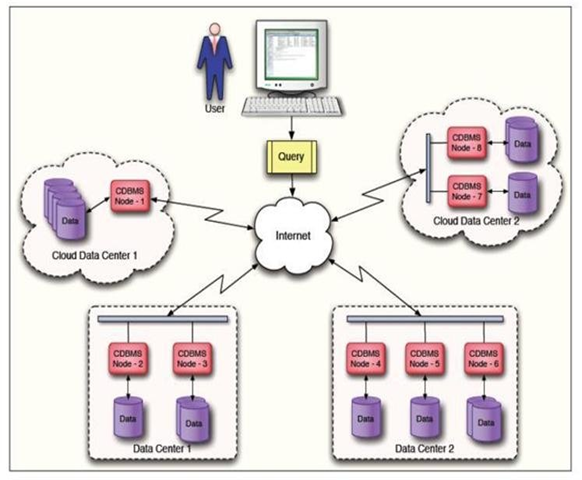 User
Query
Internet
CDBMS
Node - 1
Data
Cloud Data Center 1
CDBMS
Node - 8
Data
CDBMS
Node - 7
Data
Cloud Data Center 2
CDBMS
Node - 2
CDBMS
Node - 3
Data
Data
Data Center 1
CDBMS
Node - 4
CDBMS
Node - 5
CDBMS
Node - 6
Data
Data
Data
Data Center 2